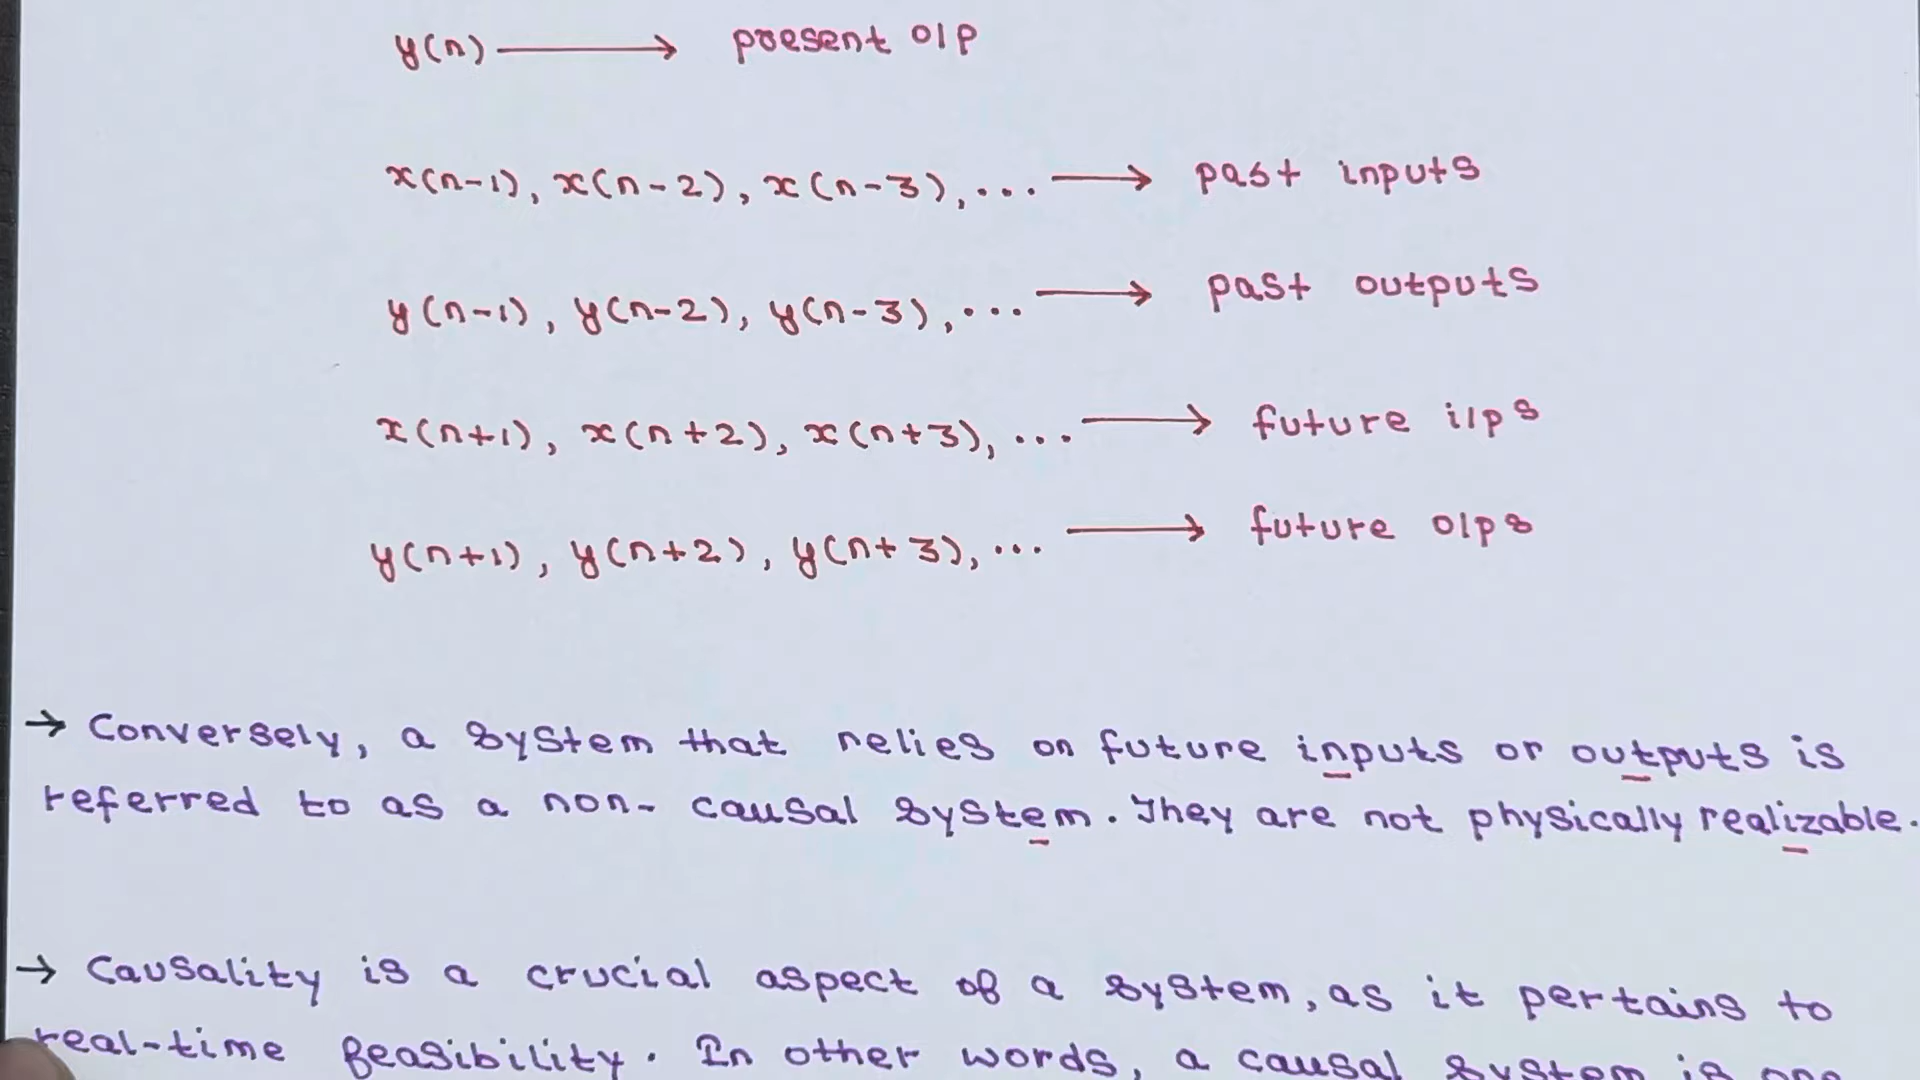 y(n) → present o/p
x(n-1), x(n-2), x(n-3), ... → past inputs
y(n-1), y(n-2), y(n-3), ... → past outputs
x(n+1), x(n+2), x(n+3), ... → future i/ps
y(n+1), y(n+2), y(n+3), ... → future o/ps
→ Conversely, a system that relies on future inputs or outputs is
referred to as a non-causal system. They are not physically realizable.
→ Causality is a crucial aspect of a system, as it pertains to
real-time feasibility. In other words, a causal system is one